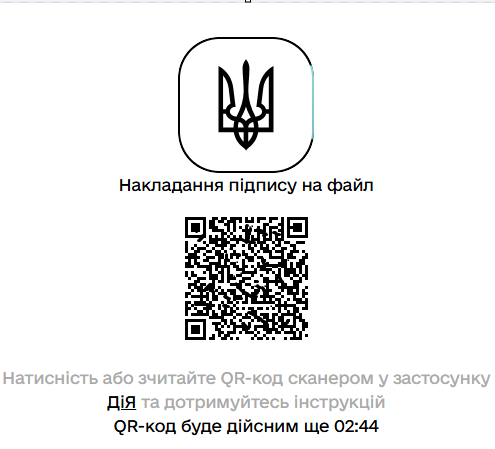 Накладання підпису на файл
Натисність або зчитайте QR-код сканером у застосунку
ДіЯ та дотримуйтесь інструкцій
QR-код буде дійсним ще 02:44